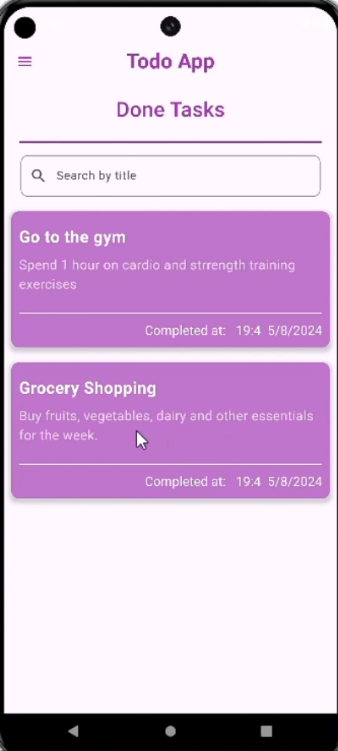 Todo App
Done Tasks
Search by title
Go to the gym
Spend 1 hour on cardio and strrength training
exercises
Completed at: 19:4 5/8/2024
Grocery Shopping
Buy fruits, vegetables, dairy and other essentials
for the week.
Completed at: 19:4 5/8/2024